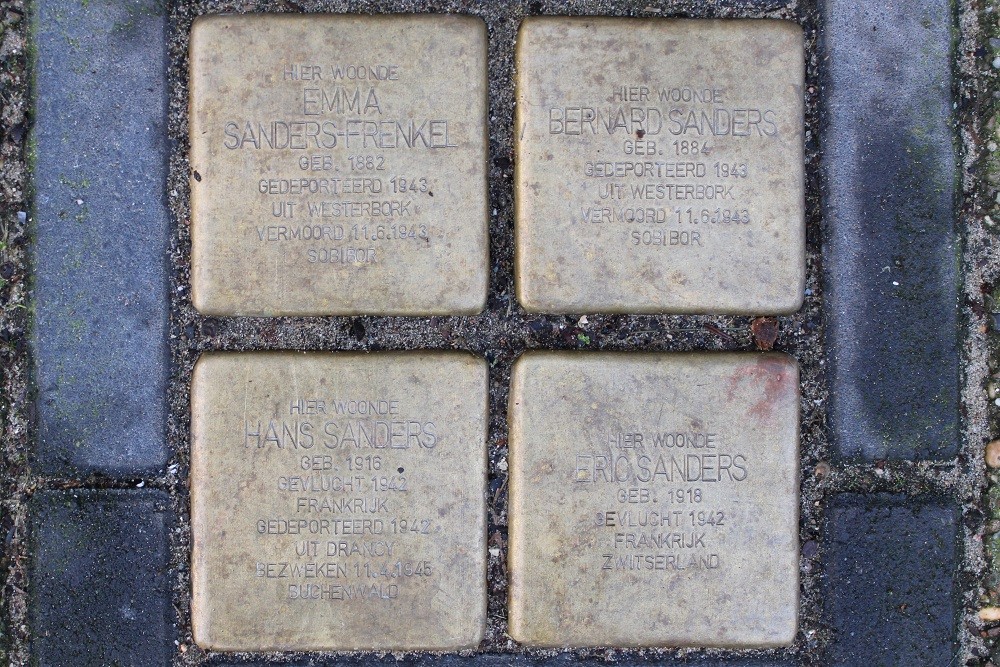 HIER WOONDE
EMMA
SANDERS-FRENKEL
GEB. 1882
GEDEPORTEERD 1943
UIT WESTERBORK
VERMOORD 11.6.1943
SOBIBOR
HIER WOONDE
BERNARD SANDERS
GEB. 1884
GEDEPORTEERD 1943
UIT WESTERBORK
VERMOORD 11.6.1943
SOBIBOR
HIER WOONDE
HANS SANDERS
GEB. 1916
GEVLUCHT 1942
FRANKRIJK
GEDEPORTEERD 1942
UIT DRANCY
BEZWEKEN 11.4.1945
BUCHENWALD
HIER WOONDE
ERIC SANDERS
GEB. 1918
GEVLUCHT 1942
FRANKRIJK
ZWITSERLAND